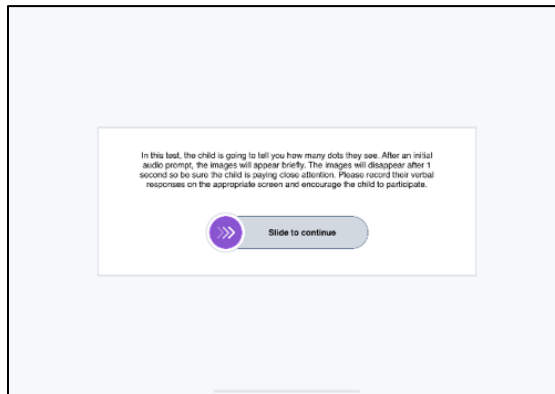 In this test, the child is going to tell you how many dots they see. After an initial
audio prompt, the images will appear briefly. The images will disappear after 1
second so be sure the child is paying close attention. Please record their verbal
responses on the appropriate screen and encourage the child to participate.
Slide to continue